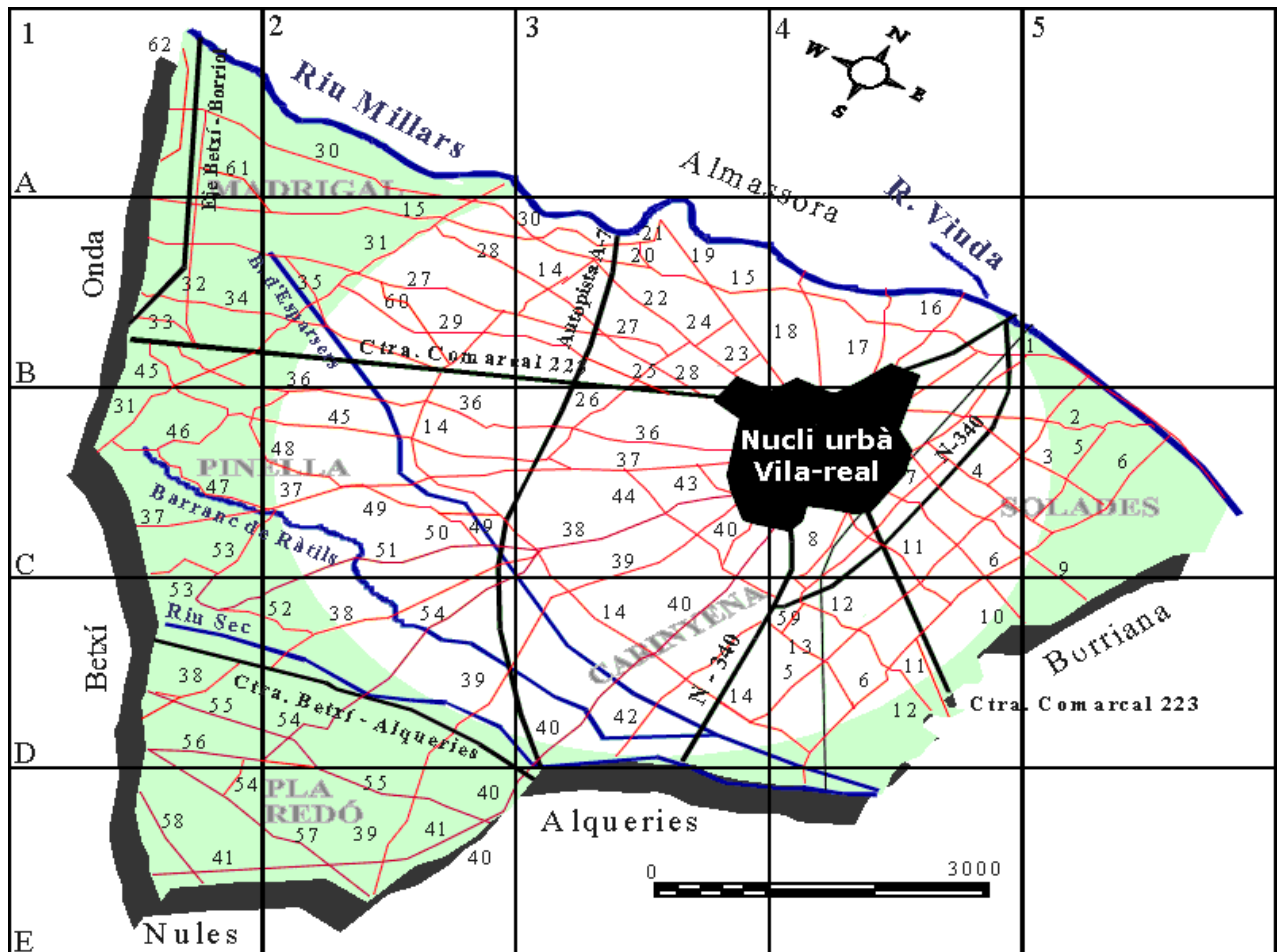 1
2
3
4
5
62
N
W
E
S
Riu Millars
Eje Betxí - Borriol
30
61
MADRIGAL
Almassora
R. Viuda
A
15
30
21
31
28
14
20
19
15
Onda
B. d'Esparsers
Autopista A-7
32
35
27
34
60
22
16
33
29
27
24
18
17
1
Ctra. Comarcal 223
23
45
25
28
B
36
31
45
36
26
2
14
36
Nucli urbà
Vila-real
46
48
37
N-340
3
5
PINELLA
43
7
4
6
47
37
44
SOLADES
Barranc de Ràtils
49
37
50
49
38
40
8
53
51
11
39
6
9
C
53
52
38
54
14
40
12
Riu Sec
59
10
CARINYENA
13
Betxí
38
39
5
11
Borriana
Ctra. Betxí - Alqueries
N - 340
14
6
55
54
42
12
Ctra. Comarcal 223
40
56
D
54
PLA
REDÓ
55
40
58
57
39
41
Alqueries
41
40
0
3000
Nules
E